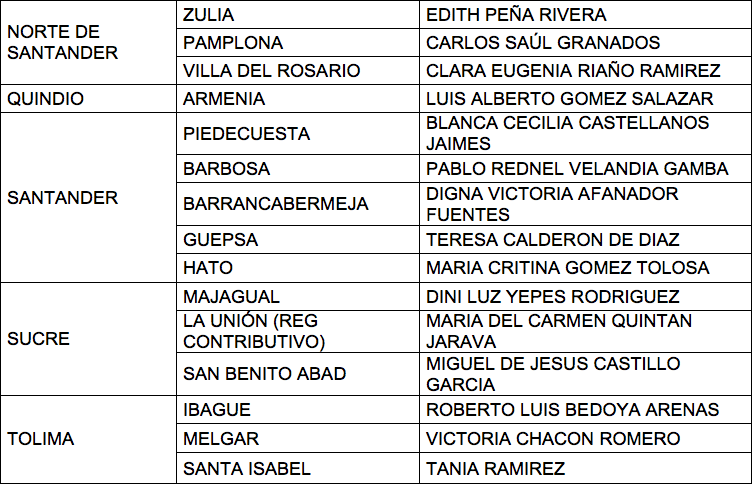 NORTE DE
SANTANDER
ZULIA
EDITH PEÑA RIVERA
PAMPLONA
CARLOS SAÚL GRANADOS
VILLA DEL ROSARIO
CLARA EUGENIA RIAÑO RAMIREZ
QUINDIO
ARMENIA
LUIS ALBERTO GOMEZ SALAZAR
SANTANDER
PIEDECUESTA
BLANCA CECILIA CASTELLANOS
JAIMES
BARBOSA
PABLO REDNEL VELANDIA GAMBA
BARRANCABERMEJA
DIGNA VICTORIA AFANADOR
FUENTES
GUEPSA
TERESA CALDERON DE DIAZ
HATO
MARIA CRITINA GOMEZ TOLOSA
SUCRE
MAJAGUAL
DINI LUZ YEPES RODRIGUEZ
LA UNIÓN (REG
CONTRIBUTIVO)
MARIA DEL CARMEN QUINTAN
JARAVA
SAN BENITO ABAD
MIGUEL DE JESUS CASTILLO
GARCIA
TOLIMA
IBAGUE
ROBERTO LUIS BEDOYA ARENAS
MELGAR
VICTORIA CHACON ROMERO
SANTA ISABEL
TANIA RAMIREZ